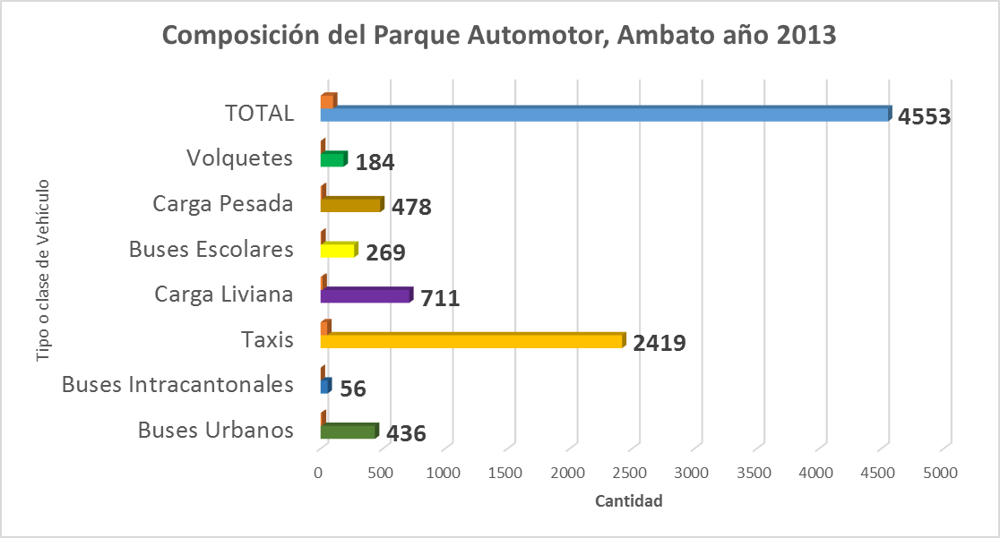 Composición del Parque Automotor, Ambato año 2013
Tipo o clase de Vehículo
TOTAL 4553
Volquetes 184
Carga Pesada 478
Buses Escolares 269
Carga Liviana 711
Taxis 2419
Buses Intracantonales 56
Buses Urbanos 436
0 500 1000 1500 2000 2500 3000 3500 4000 4500 5000
Cantidad